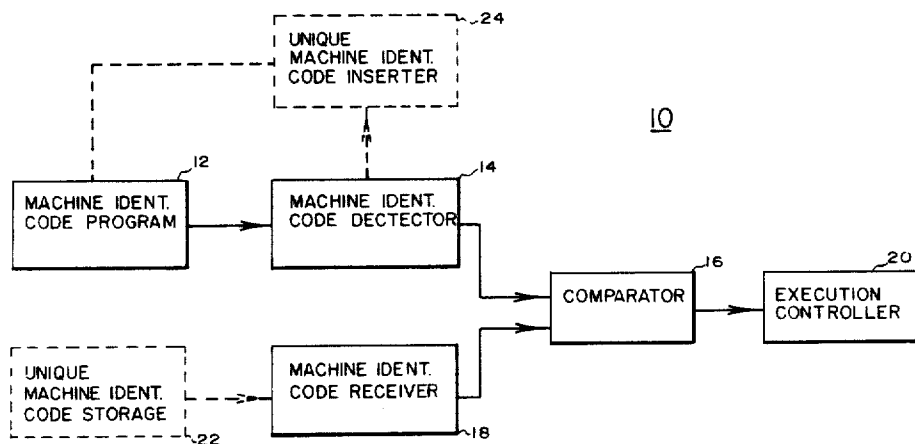 24
UNIQUE
MACHINE IDENT.
CODE INSERTER
10
12
MACHINE IDENT.
CODE PROGRAM
14
MACHINE IDENT.
CODE DECTECTOR
16
COMPARATOR
20
EXECUTION
CONTROLLER
UNIQUE
MACHINE IDENT.
CODE STORAGE
22
MACHINE IDENT.
CODE RECEIVER
18